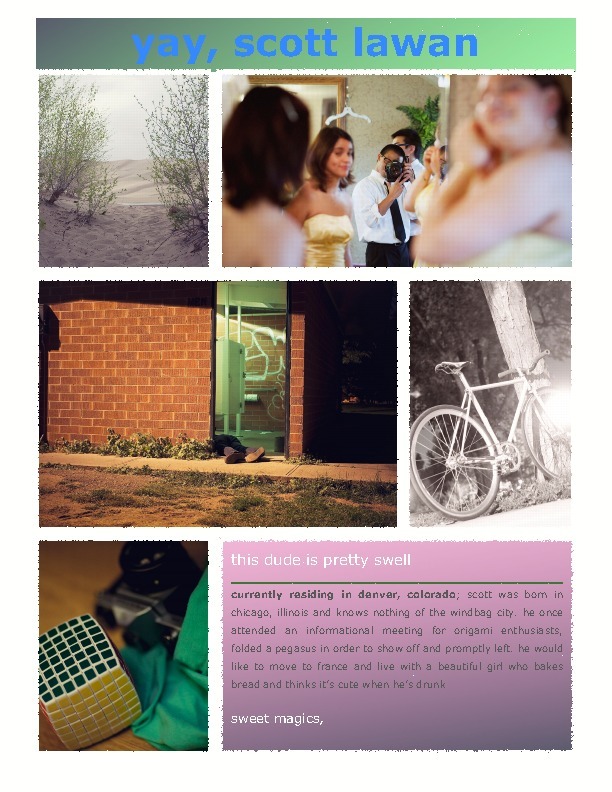 yay, scott lawan
this dude is pretty swell
currently residing in denver, colorado; scott was born in
chicago, illinois and knows nothing of the windbag city. he once
attended an informational meeting for origami enthusiasts,
folded a pegasus in order to show off and promptly left. he would
like to move to france and live with a beautiful girl who bakes
bread and thinks it's cute when he's drunk
sweet magics,